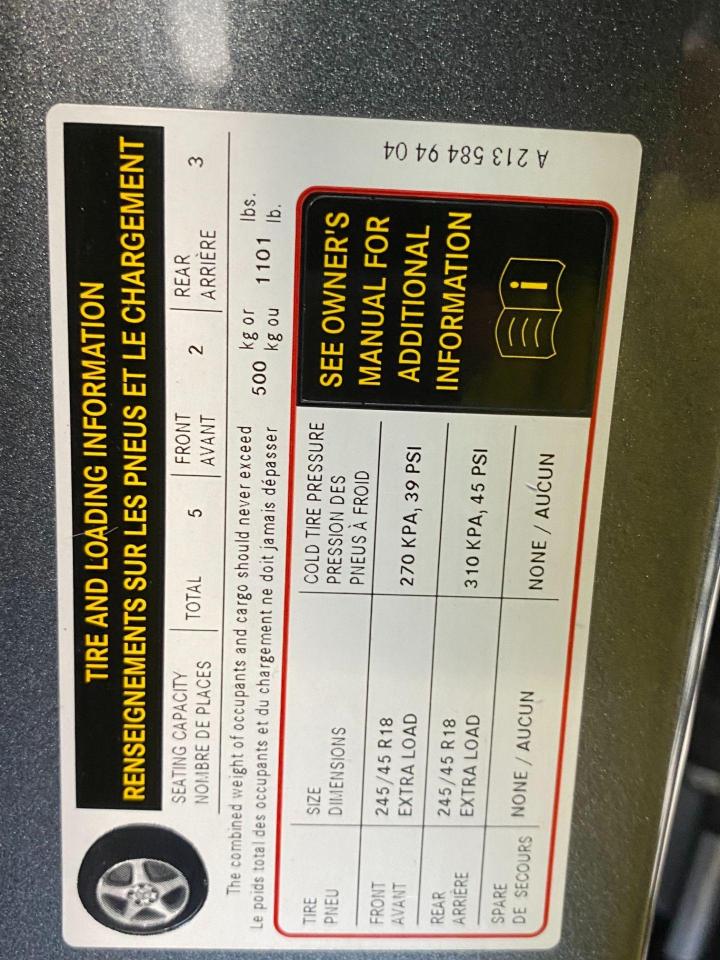 TIRE AND LOADING INFORMATION
RENSEIGNEMENTS SUR LES PNEUS ET LE CHARGEMENT
SEATING CAPACITY
NOMBRE DE PLACES
TOTAL 5
FRONT
AVANT
2
REAR
ARRIÈRE
3
The combined weight of occupants and cargo should never exceed 500 kg or 1101 lbs.
Le poids total des occupants et du chargement ne doit jamais dépasser kg ou lb.
TIRE
PNEU
SIZE
DIMENSIONS
COLD TIRE PRESSURE
PRESSION DES
PNEUS À FROID
FRONT
AVANT
245/45 R18
EXTRA LOAD
270 KPA, 39 PSI
REAR
ARRIÈRE
245/45 R18
EXTRA LOAD
310 KPA, 45 PSI
SPARE
DE SECOURS
NONE / AUCUN
NONE / AUCUN
SEE OWNER'S
MANUAL FOR
ADDITIONAL
INFORMATION
A 213 584 94 04